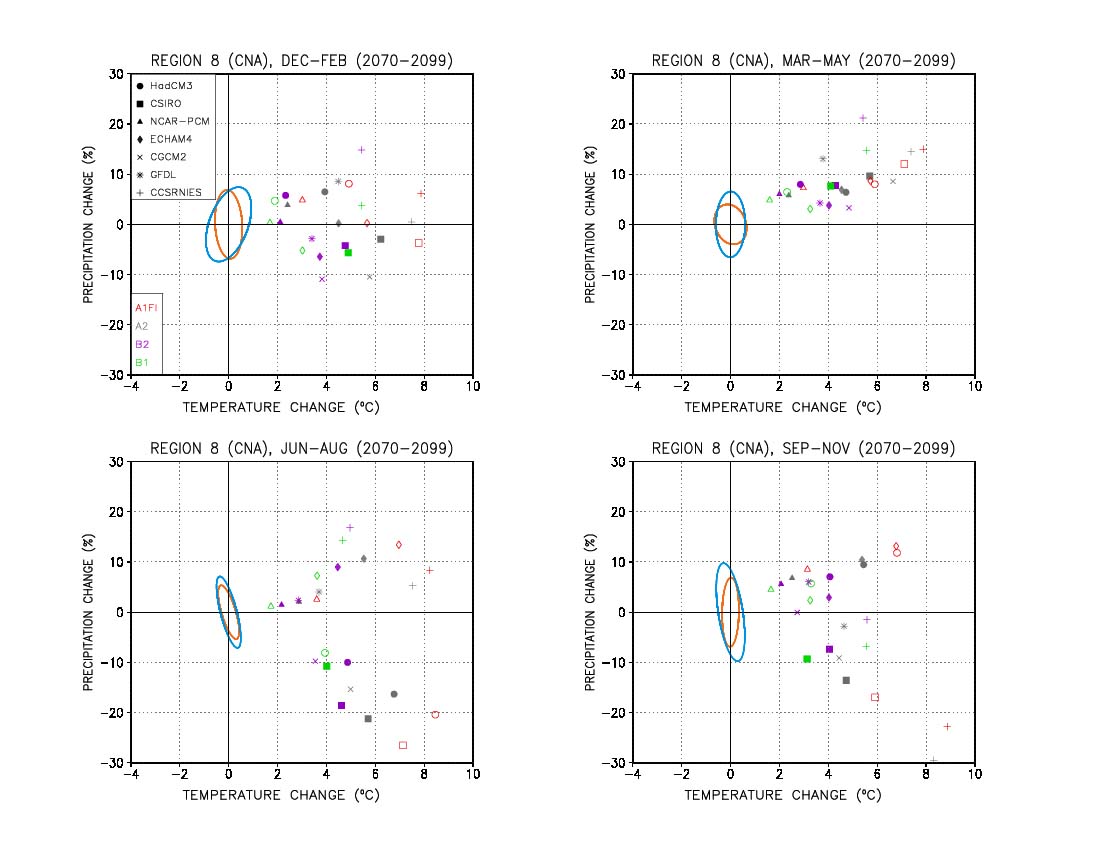 REGION 8 (CNA), DEC-FEB (2070-2099)
30
20
10
0
-10
-20
-30
PRECIPITATION CHANGE (%)
HadCM3
CSIRO
NCAR-PCM
ECHAM4
CGCM2
GFDL
CCSRNIES
A1FI
A2
B2
B1
-4 -2 0 2 4 6 8 10
TEMPERATURE CHANGE (ºC)
REGION 8 (CNA), MAR-MAY (2070-2099)
30
20
10
0
-10
-20
-30
PRECIPITATION CHANGE (%)
-4 -2 0 2 4 6 8 10
TEMPERATURE CHANGE (ºC)
REGION 8 (CNA), JUN-AUG (2070-2099)
30
20
10
0
-10
-20
-30
PRECIPITATION CHANGE (%)
-4 -2 0 2 4 6 8 10
TEMPERATURE CHANGE (ºC)
REGION 8 (CNA), SEP-NOV (2070-2099)
30
20
10
0
-10
-20
-30
PRECIPITATION CHANGE (%)
-4 -2 0 2 4 6 8 10
TEMPERATURE CHANGE (ºC)